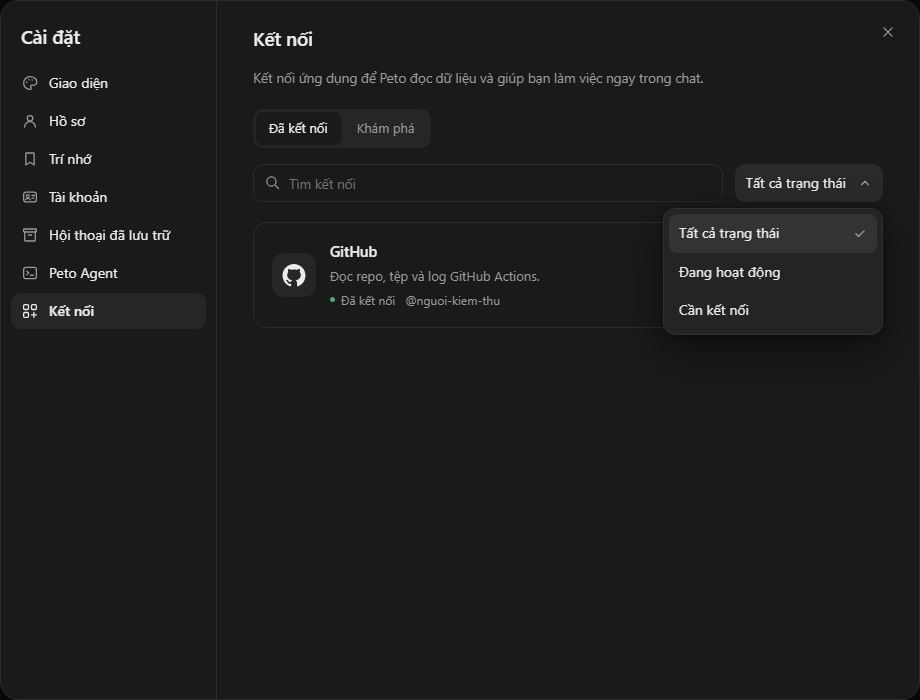 Cài đặt
Giao diện
Hồ sơ
Trí nhớ
Tài khoản
Hội thoại đã lưu trữ
Peto Agent
Kết nối
Kết nối
Kết nối ứng dụng để Peto đọc dữ liệu và giúp bạn làm việc ngay trong chat.
Đã kết nối Khám phá
Tìm kết nối Tất cả trạng thái
Tất cả trạng thái
Đang hoạt động
Cần kết nối
GitHub
Đọc repo, tệp và log GitHub Actions.
Đã kết nối @nguoi-kiem-thu